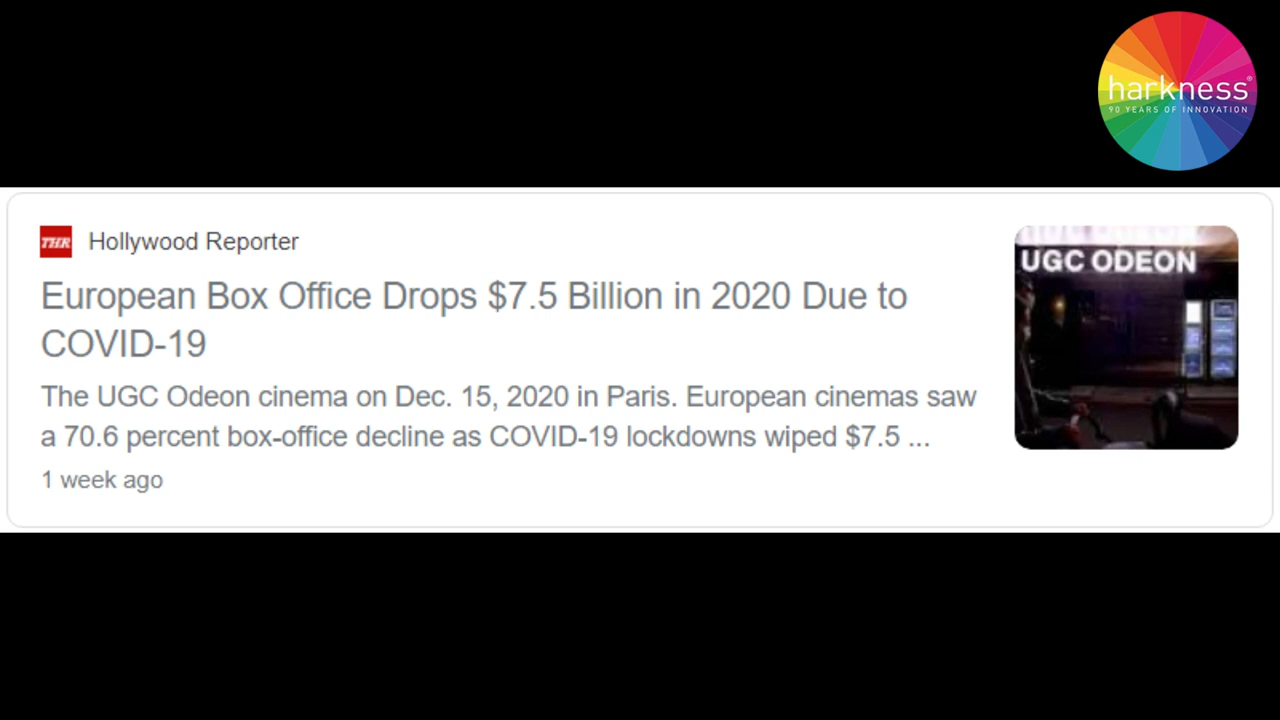 harkness®
90 YEARS OF INNOVATION
THR Hollywood Reporter
European Box Office Drops $7.5 Billion in 2020 Due to
COVID-19
The UGC Odeon cinema on Dec. 15, 2020 in Paris. European cinemas saw
a 70.6 percent box-office decline as COVID-19 lockdowns wiped $7.5 ...
1 week ago
UGC ODEON